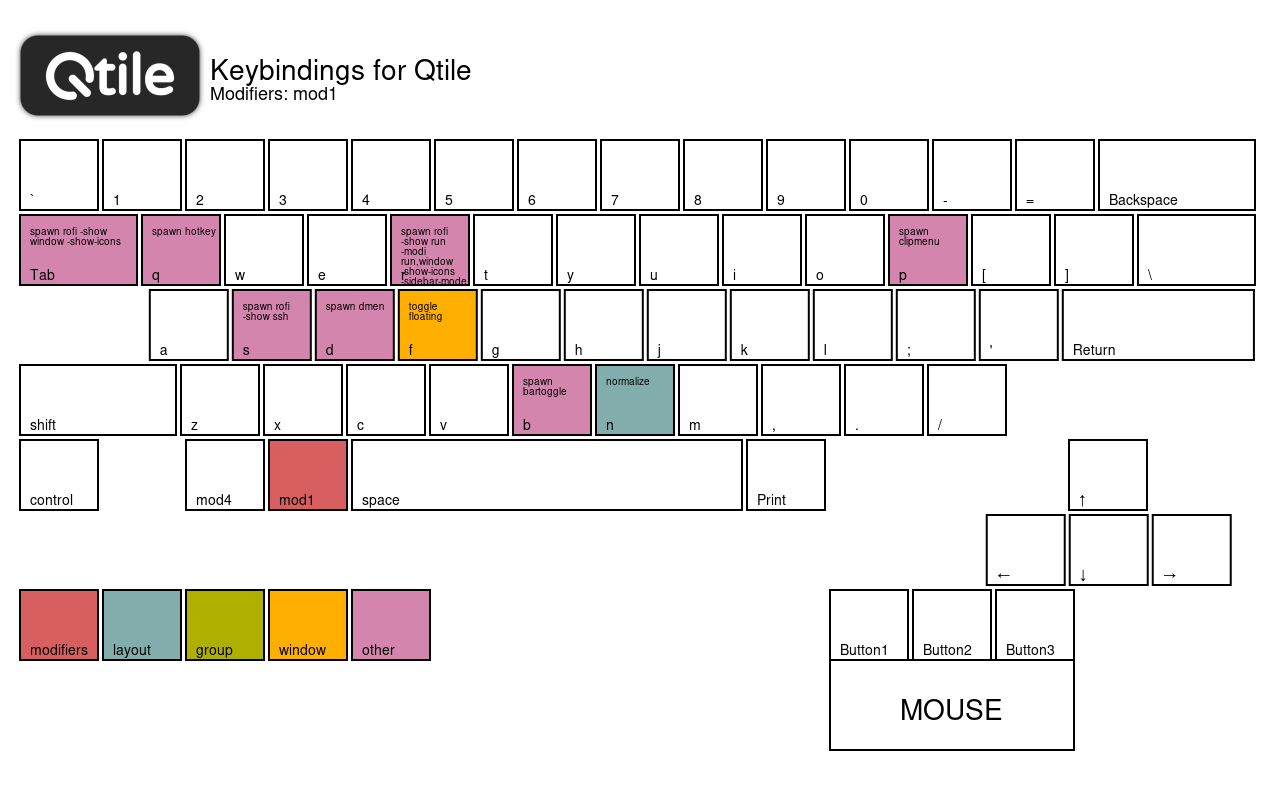 Qtile
Keybindings for Qtile
Modifiers: mod1
`
1
2
3
4
5
6
7
8
9
0
-
=
Backspace
spawn rofi -show
window -show-icons
Tab
spawn hotkey
q
w
e
spawn rofi
-show run
-modi
run,window
-show-icons
-sidebar-mode
r
t
y
u
i
o
spawn
clipmenu
p
[
]
\
a
spawn rofi
-show ssh
s
spawn dmen
d
toggle
floating
f
g
h
j
k
l
;
'
Return
shift
z
x
c
v
spawn
bartoggle
b
normalize
n
m
,
.
/
control
mod4
mod1
space
Print
↑
←
↓
→
modifiers
layout
group
window
other
Button1
Button2
Button3
MOUSE